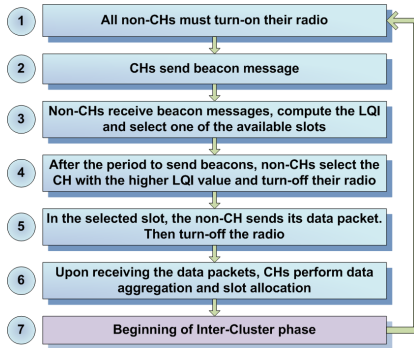 1
All non-CHs must turn-on their radio
2
CHs send beacon message
3
Non-CHs receive beacon messages, compute the LQI
and select one of the available slots
4
After the period to send beacons, non-CHs select the
CH with the higher LQI value and turn-off their radio
5
In the selected slot, the non-CH sends its data packet.
Then turn-off the radio
6
Upon receiving the data packets, CHs perform data
aggregation and slot allocation
7
Beginning of Inter-Cluster phase